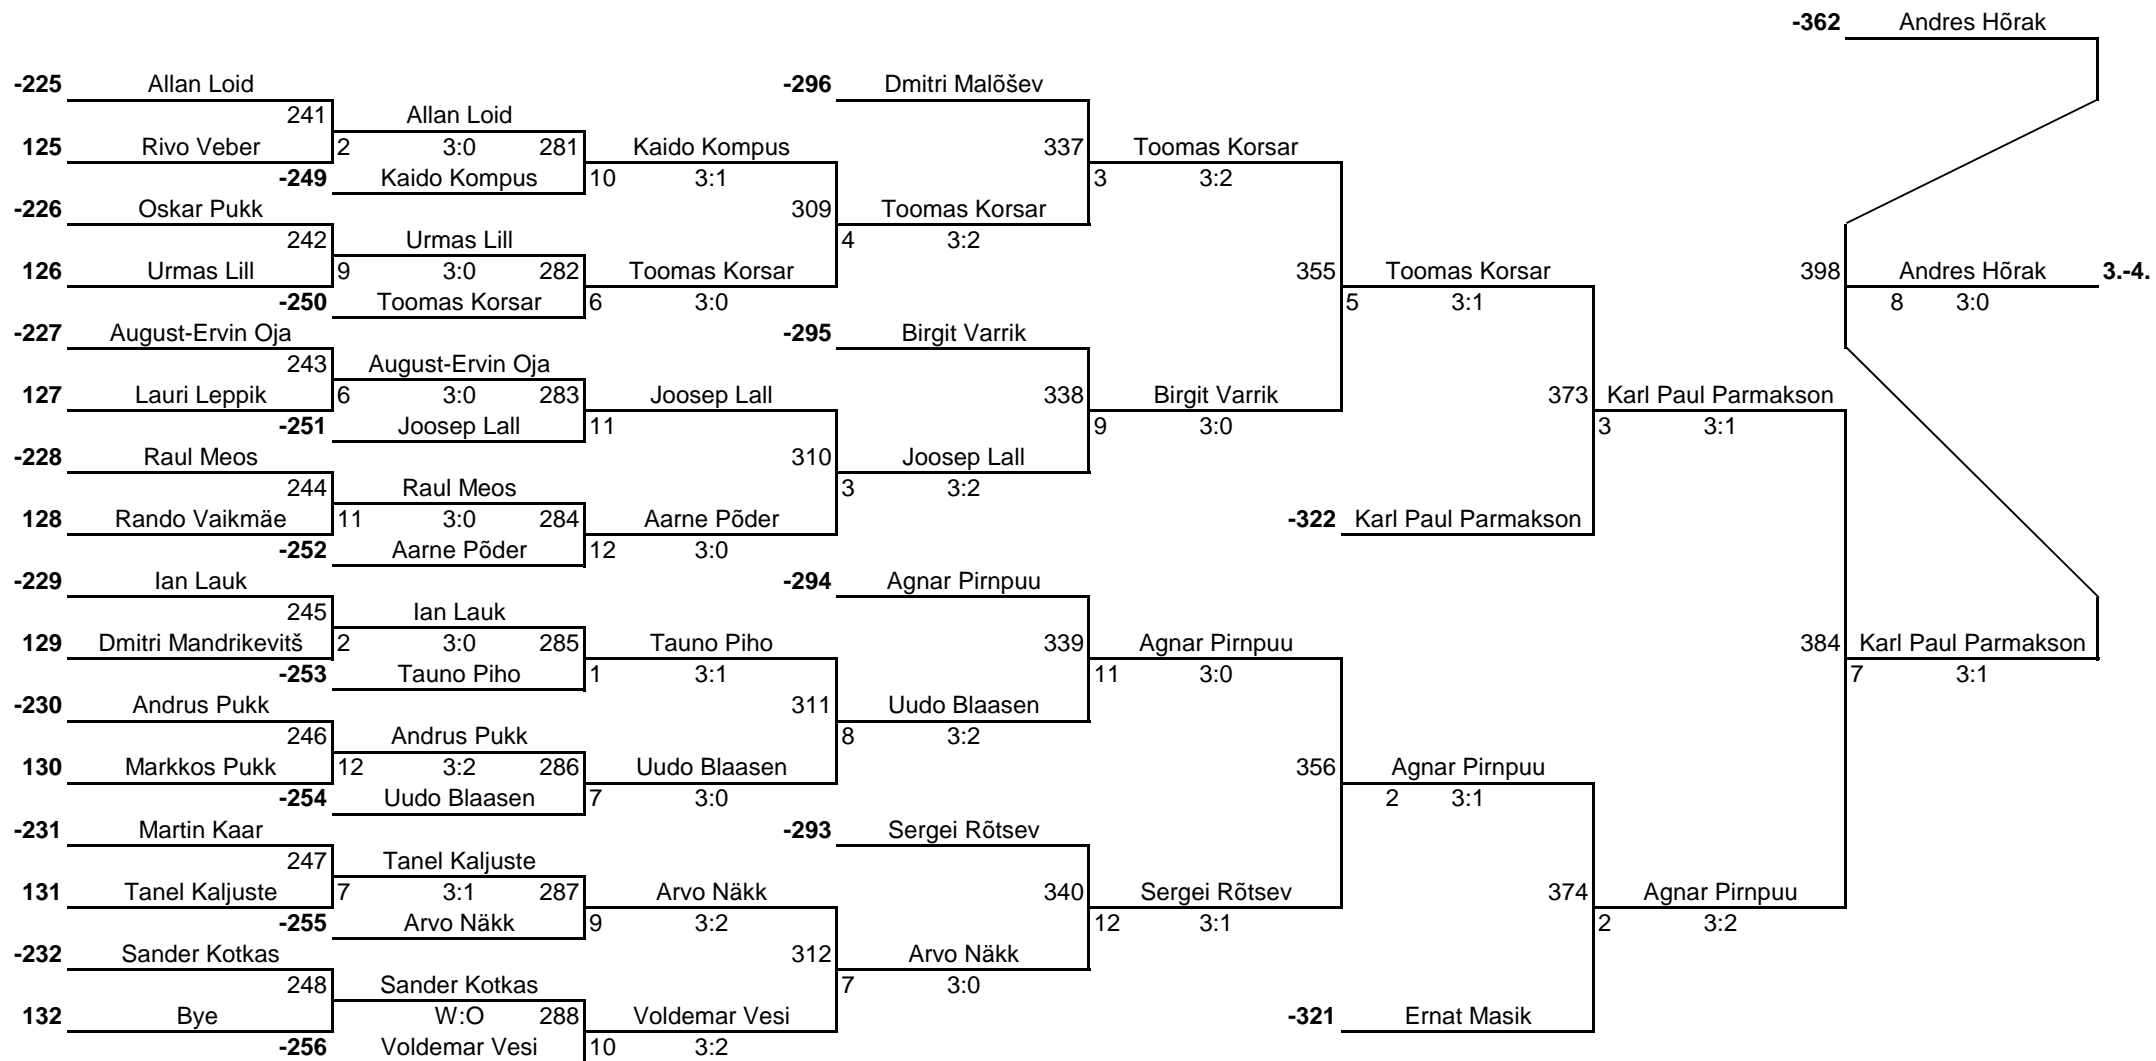 -362 Andres Hõrak
-225 Allan Loid -296 Dmitri Malõšev
241 Allan Loid
125 Rivo Veber 2 3:0 281 Kaido Kompus 337 Toomas Korsar
-249 Kaido Kompus 10 3:1 3 3:2
-226 Oskar Pukk 309 Toomas Korsar
242 Urmas Lill 4 3:2
126 Urmas Lill 9 3:0 282 Toomas Korsar 355 Toomas Korsar 398 Andres Hõrak 3.-4.
-250 Toomas Korsar 6 3:0 5 3:1 8 3:0
-227 August-Ervin Oja -295 Birgit Varrik
243 August-Ervin Oja
127 Lauri Leppik 6 3:0 283 Joosep Lall 338 Birgit Varrik 373 Karl Paul Parmakson
-251 Joosep Lall 11 9 3:0 3 3:1
-228 Raul Meos 310 Joosep Lall
244 Raul Meos 3 3:2
128 Rando Vaikmäe 11 3:0 284 Aarne Põder -322 Karl Paul Parmakson
-252 Aarne Põder 12 3:0
-229 Ian Lauk -294 Agnar Pirnpuu
245 Ian Lauk
129 Dmitri Mandrikevitš 2 3:0 285 Tauno Piho 339 Agnar Pirnpuu 384 Karl Paul Parmakson
-253 Tauno Piho 1 3:1 11 3:0 7 3:1
-230 Andrus Pukk 311 Uudo Blaasen
246 Andrus Pukk 8 3:2
130 Markkos Pukk 12 3:2 286 Uudo Blaasen 356 Agnar Pirnpuu
-254 Uudo Blaasen 7 3:0 2 3:1
-231 Martin Kaar -293 Sergei Rõtsev
247 Tanel Kaljuste
131 Tanel Kaljuste 7 3:1 287 Arvo Näkk 340 Sergei Rõtsev 374 Agnar Pirnpuu
-255 Arvo Näkk 9 3:2 12 3:1 2 3:2
-232 Sander Kotkas 312 Arvo Näkk
248 Sander Kotkas 7 3:0
132 Bye W:O 288 Voldemar Vesi -321 Ernat Masik
-256 Voldemar Vesi 10 3:2